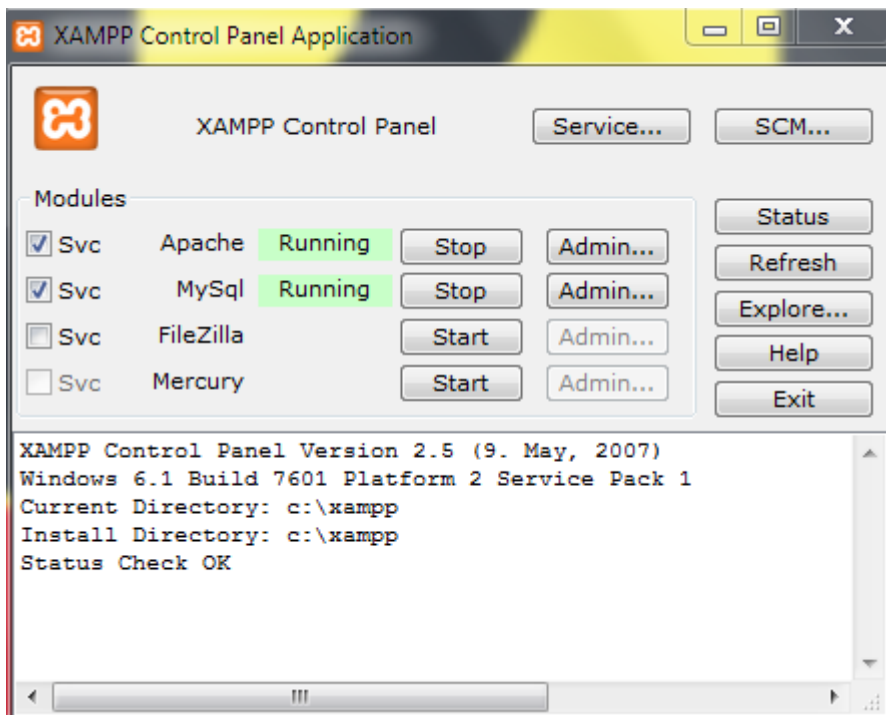 XAMPP Control Panel Application
XAMPP Control Panel Service... SCM...
Modules
Svc Apache Running Stop Admin...
Svc MySql Running Stop Admin...
Svc FileZilla Start Admin...
Svc Mercury Start Admin...
Status
Refresh
Explore...
Help
Exit
XAMPP Control Panel Version 2.5 (9. May, 2007)
Windows 6.1 Build 7601 Platform 2 Service Pack 1
Current Directory: c:\xampp
Install Directory: c:\xampp
Status Check OK